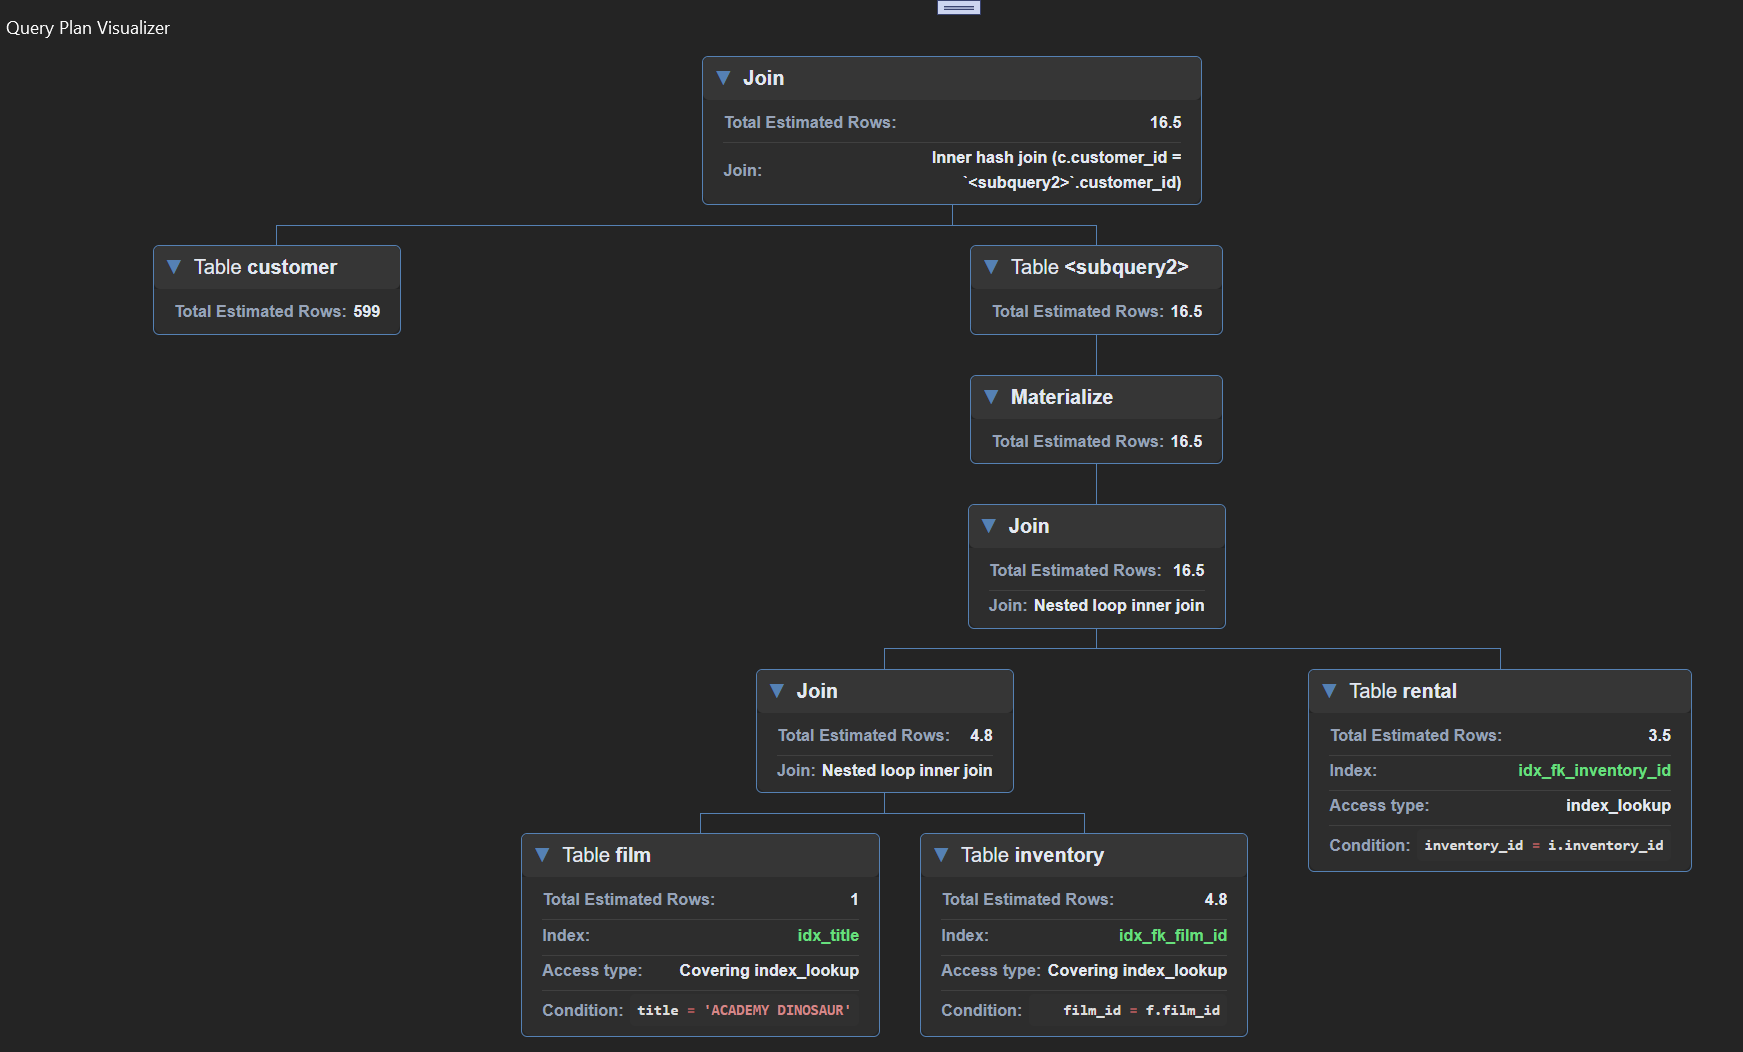 Query Plan Visualizer
Join
Total Estimated Rows: 16.5
Join: Inner hash join (c.customer_id =
`<subquery2>`.customer_id)
Table customer
Total Estimated Rows: 599
Table <subquery2>
Total Estimated Rows: 16.5
Materialize
Total Estimated Rows: 16.5
Join
Total Estimated Rows: 16.5
Join: Nested loop inner join
Join
Total Estimated Rows: 4.8
Join: Nested loop inner join
Table rental
Total Estimated Rows: 3.5
Index: idx_fk_inventory_id
Access type: index_lookup
Condition: inventory_id = i.inventory_id
Table film
Total Estimated Rows: 1
Index: idx_title
Access type: Covering index_lookup
Condition: title = 'ACADEMY DINOSAUR'
Table inventory
Total Estimated Rows: 4.8
Index: idx_fk_film_id
Access type: Covering index_lookup
Condition: film_id = f.film_id